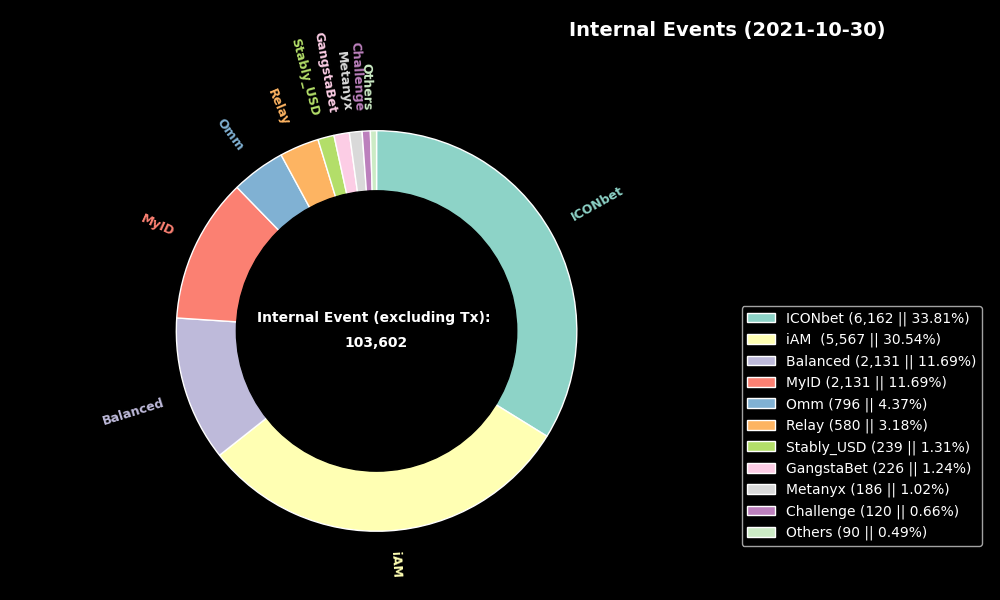 Internal Events (2021-10-30)
Others
Challenge
Metanyx
GangstaBet
Stably_USD
Relay
Omm
MyID
Balanced
iAM
ICONbet
Internal Event (excluding Tx):
103,602
ICONbet (6,162 || 33.81%)
iAM  (5,567 || 30.54%)
Balanced (2,131 || 11.69%)
MyID (2,131 || 11.69%)
Omm (796 || 4.37%)
Relay (580 || 3.18%)
Stably_USD (239 || 1.31%)
GangstaBet (226 || 1.24%)
Metanyx (186 || 1.02%)
Challenge (120 || 0.66%)
Others (90 || 0.49%)